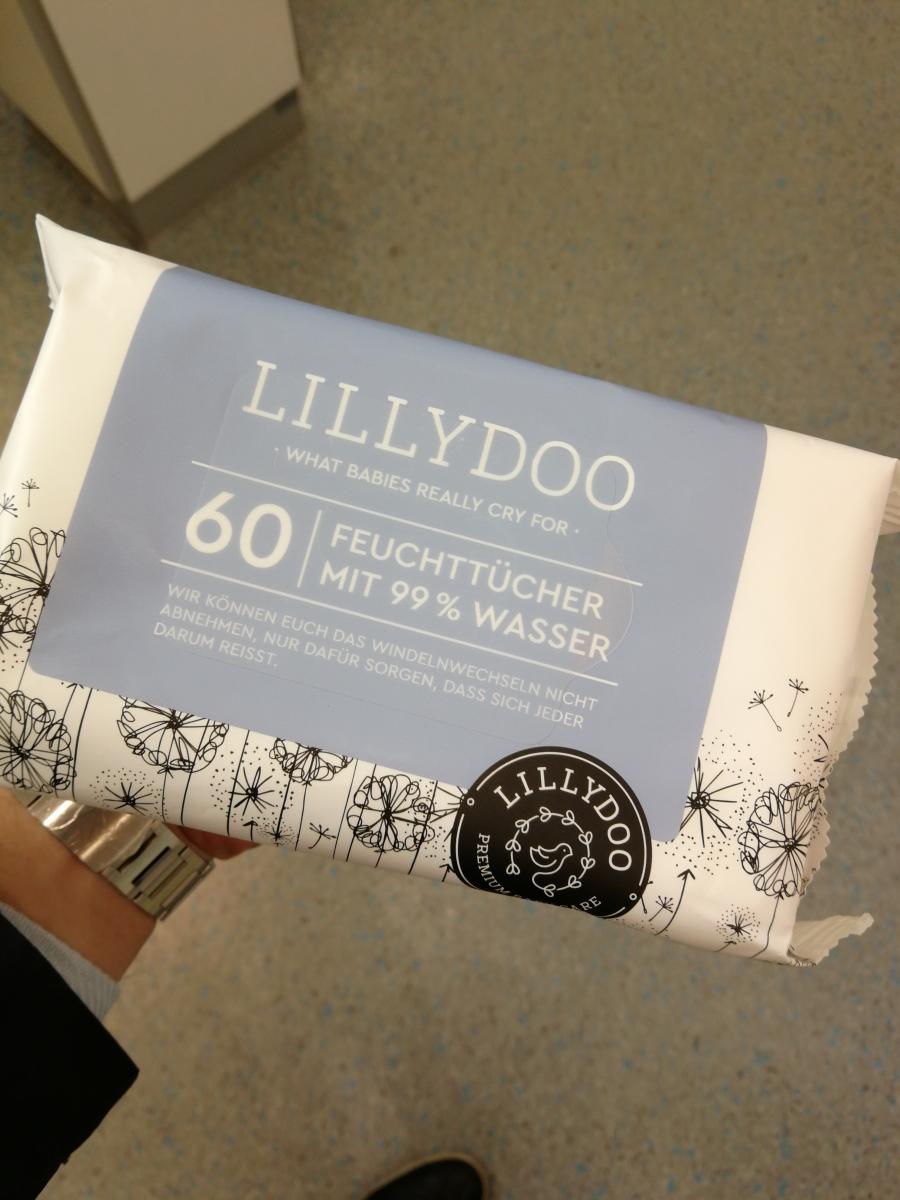 LILLYDOO
· WHAT BABIES REALLY CRY FOR ·
60
FEUCHTTÜCHER
MIT 99 % WASSER
WIR KÖNNEN EUCH DAS WINDELNWECHSELN NICHT
ABNEHMEN, NUR DAFÜR SORGEN, DASS SICH JEDER
DARUM REISST.
LILLYDOO
PREMIUM